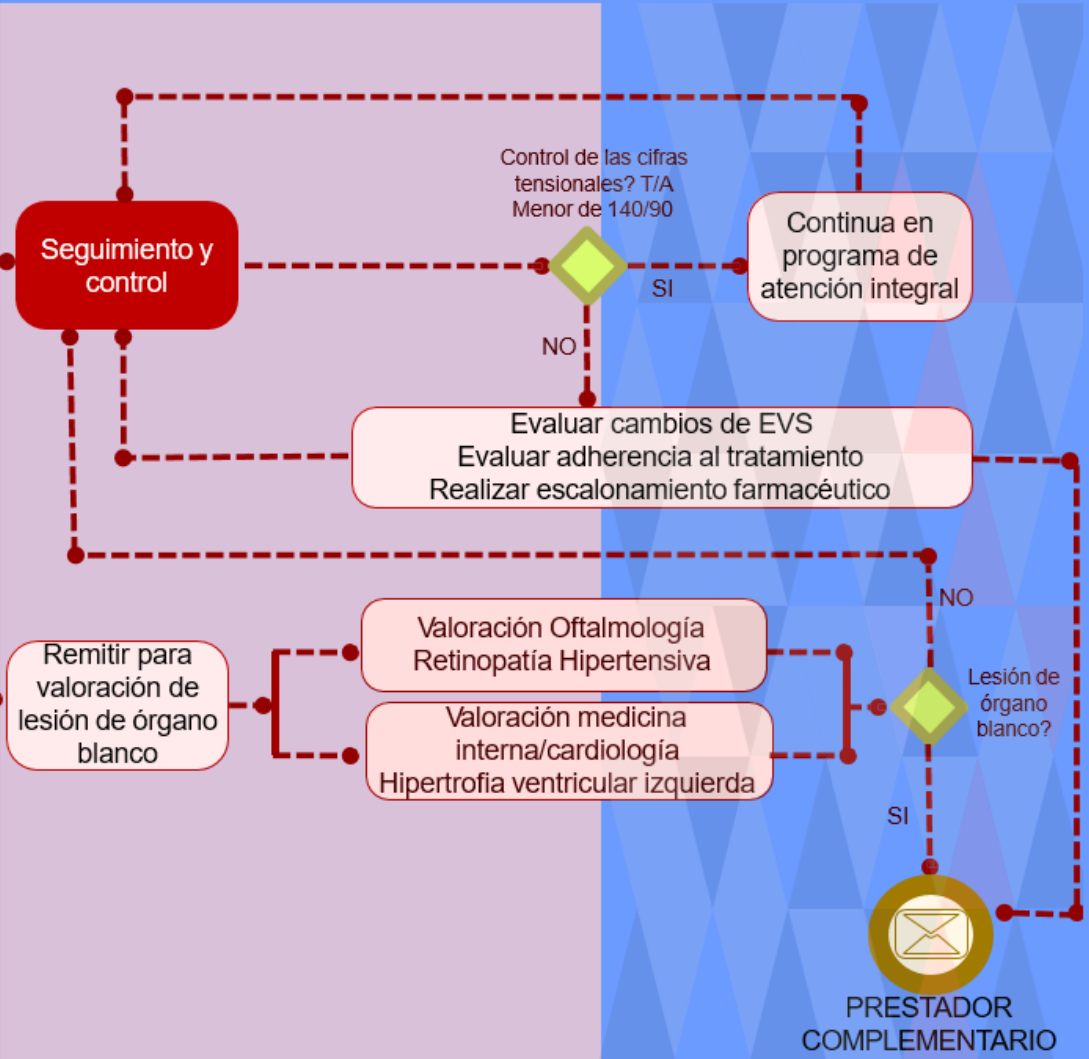 Control de las cifras
tensionales? T/A
Menor de 140/90
Seguimiento y
control
SI
Continua en
programa de
atención integral
NO
Evaluar cambios de EVS
Evaluar adherencia al tratamiento
Realizar escalonamiento farmacéutico
NO
Remitir para
valoración de
lesión de órgano
blanco
Valoración Oftalmología
Retinopatía Hipertensiva
Valoración medicina
interna/cardiología
Hipertrofia ventricular izquierda
Lesión de
órgano
blanco?
SI
PRESTADOR
COMPLEMENTARIO